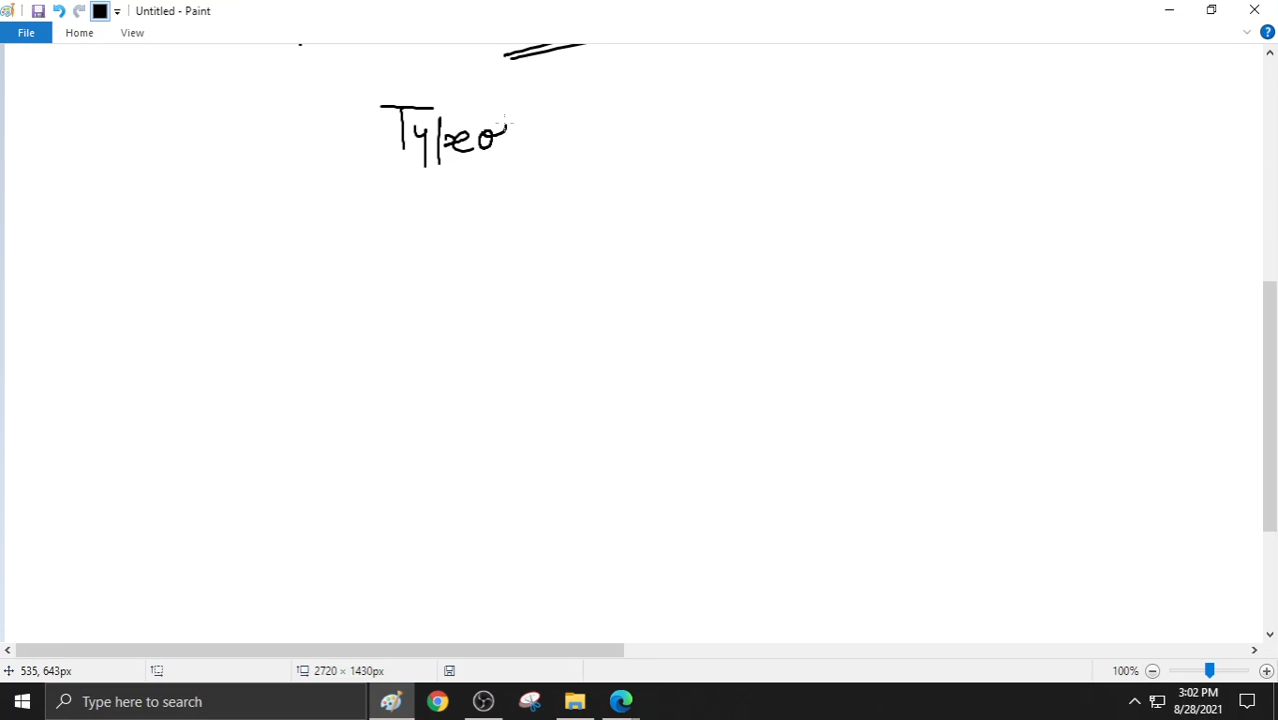 Untitled - Paint
File Home View
Typeo
535, 643px 2720 × 1430px 100%
Type here to search
3:02 PM
8/28/2021